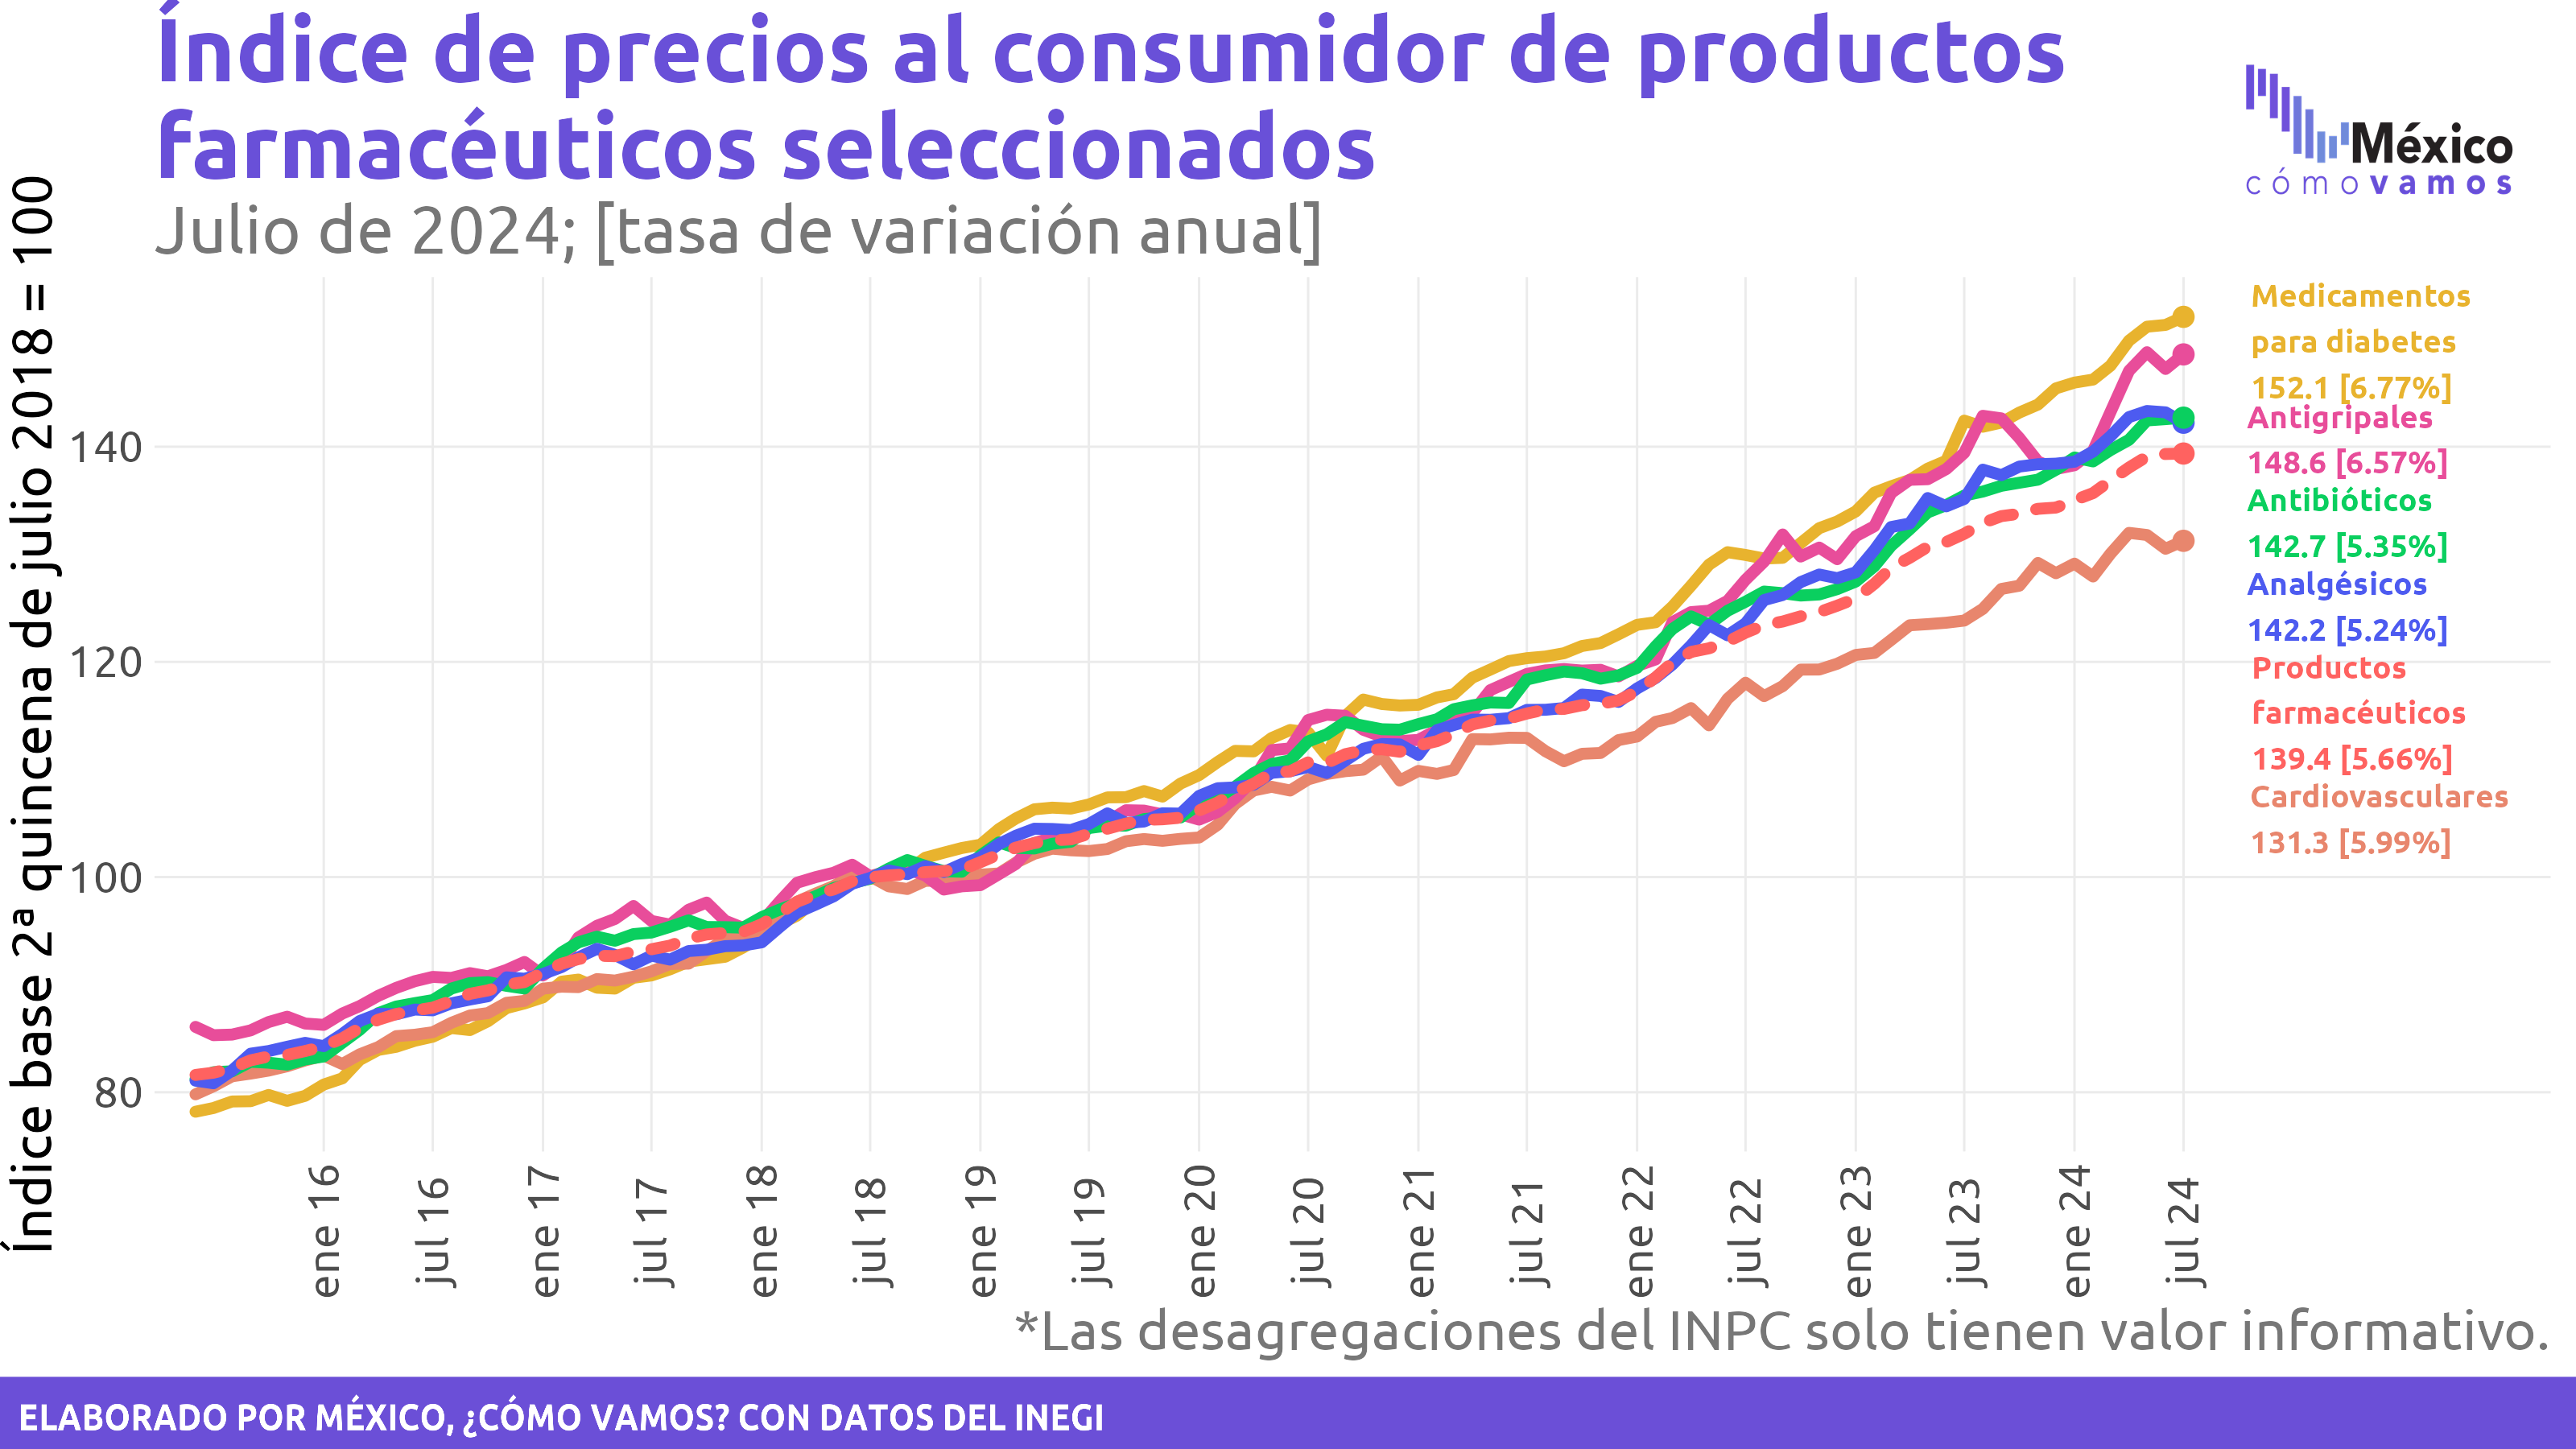 Índice de precios al consumidor de productos
farmacéuticos seleccionados
Julio de 2024; [tasa de variación anual]
México
cómo vamos
Índice base 2ª quincena de julio 2018 = 100
140
120
100
80
Medicamentos
para diabetes
152.1 [6.77%]
Antigripales
148.6 [6.57%]
Antibióticos
142.7 [5.35%]
Analgésicos
142.2 [5.24%]
Productos
farmacéuticos
139.4 [5.66%]
Cardiovasculares
131.3 [5.99%]
ene 16
jul 16
ene 17
jul 17
ene 18
jul 18
ene 19
jul 19
ene 20
jul 20
ene 21
jul 21
ene 22
jul 22
ene 23
jul 23
ene 24
jul 24
*Las desagregaciones del INPC solo tienen valor informativo.
ELABORADO POR MÉXICO, ¿CÓMO VAMOS? CON DATOS DEL INEGI